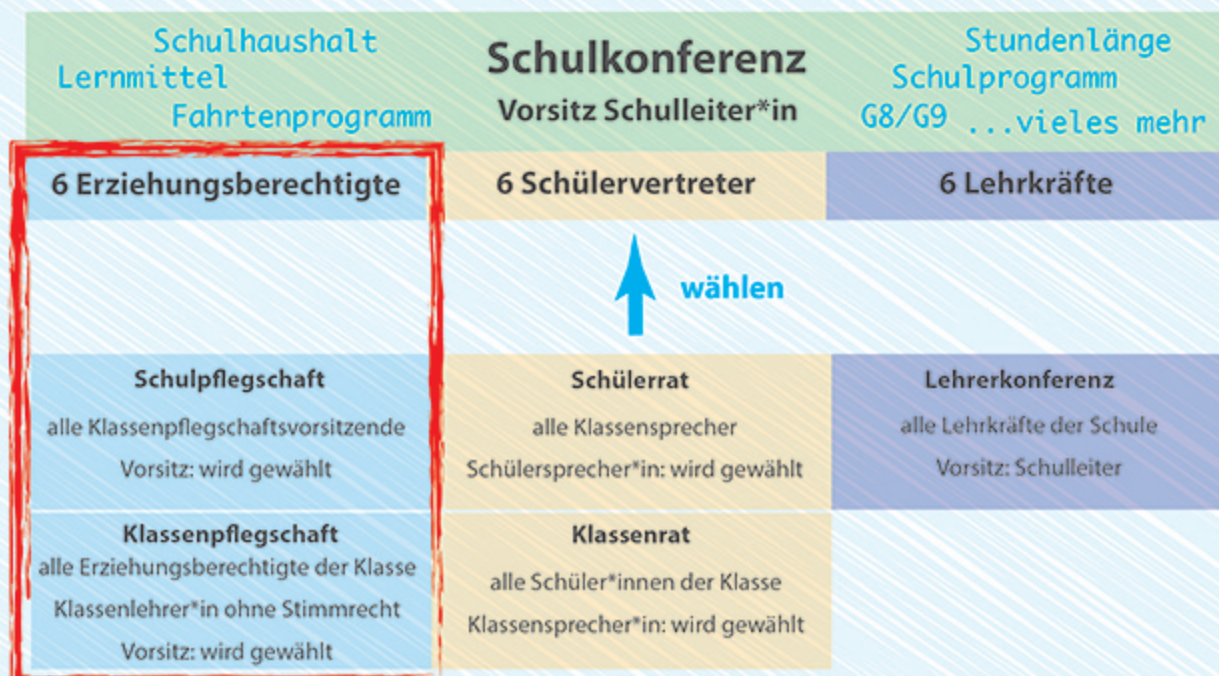 Schulhaushalt
Lernmittel
Fahrtenprogramm
Schulkonferenz
Vorsitz Schulleiter*in
Stundenlänge
Schulprogramm
G8/G9 ...vieles mehr
6 Erziehungsberechtigte
6 Schülervertreter
6 Lehrkräfte
wählen
Schulpflegschaft
alle Klassenpflegschaftsvorsitzende
Vorsitz: wird gewählt
Schülerrat
alle Klassensprecher
Schülersprecher*in: wird gewählt
Lehrerkonferenz
alle Lehrkräfte der Schule
Vorsitz: Schulleiter
Klassenpflegschaft
alle Erziehungsberechtigte der Klasse
Klassenlehrer*in ohne Stimmrecht
Vorsitz: wird gewählt
Klassenrat
alle Schüler*innen der Klasse
Klassensprecher*in: wird gewählt